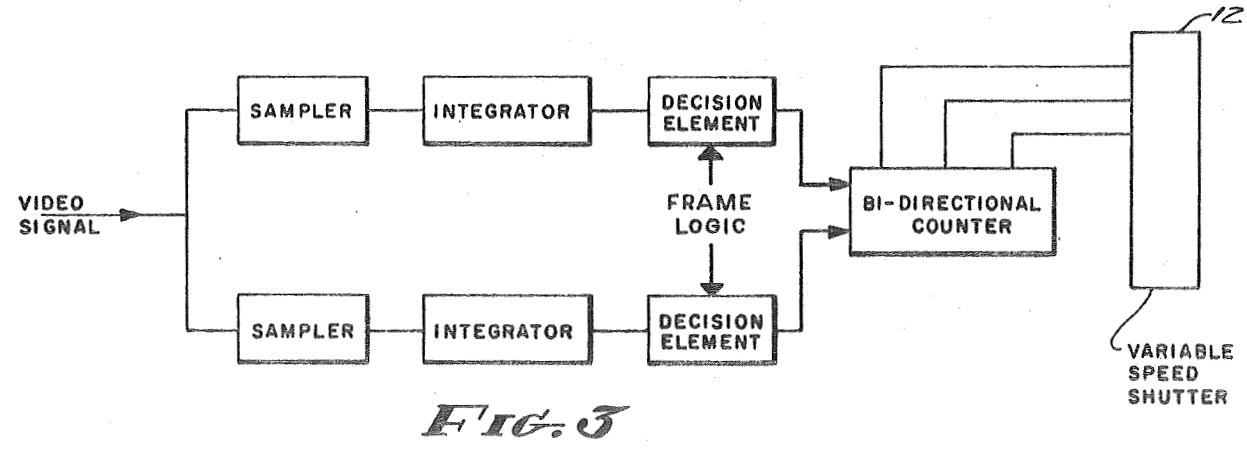 12
SAMPLER
INTEGRATOR
DECISION
ELEMENT
VIDEO
SIGNAL
FRAME
LOGIC
BI-DIRECTIONAL
COUNTER
SAMPLER
INTEGRATOR
DECISION
ELEMENT
VARIABLE
SPEED
SHUTTER
FIG. 3